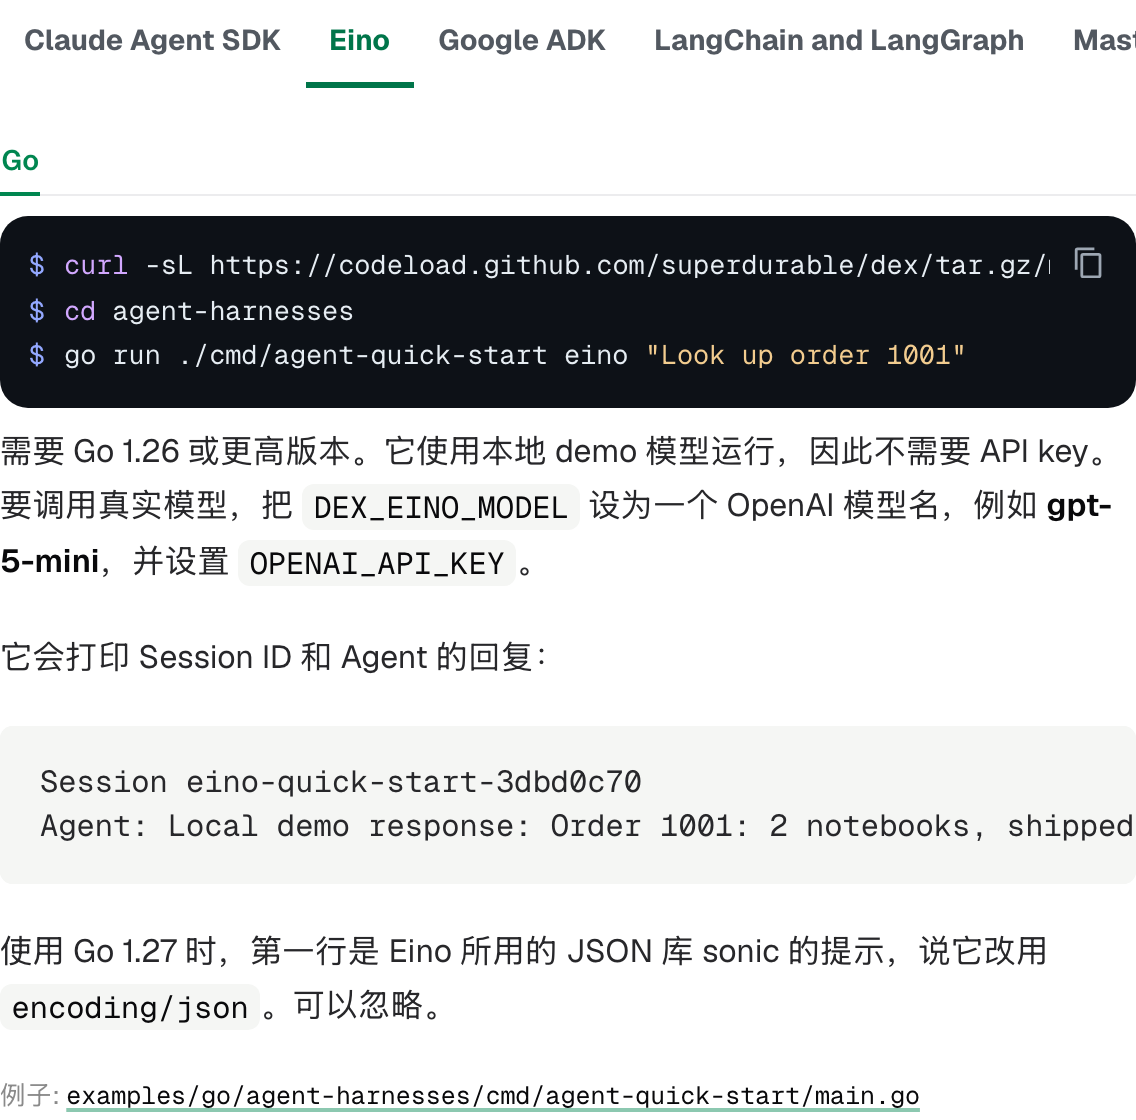 Claude Agent SDK Eino Google ADK LangChain and LangGraph
Go
$ curl -sL https://codeload.github.com/superdurable/dex/tar.gz/
$ cd agent-harnesses
$ go run ./cmd/agent-quick-start eino "Look up order 1001"
需要 Go 1.26 或更高版本。它使用本地 demo 模型运行，因此不需要 API key。
要调用真实模型，把 DEX_EINO_MODEL 设为一个 OpenAI 模型名，例如 gpt-
5-mini，并设置 OPENAI_API_KEY。
它会打印 Session ID 和 Agent 的回复：
Session eino-quick-start-3dbd0c70
Agent: Local demo response: Order 1001: 2 notebooks, shipped
使用 Go 1.27 时，第一行是 Eino 所用的 JSON 库 sonic 的提示，说它改用
encoding/json。可以忽略。
例子: examples/go/agent-harnesses/cmd/agent-quick-start/main.go